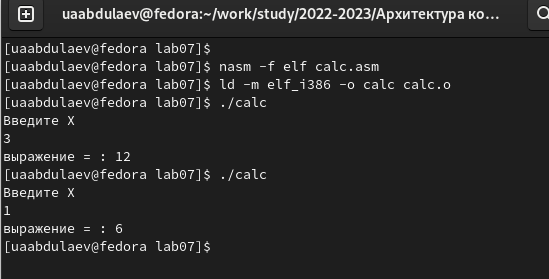 uaabdulaev@fedora:~/work/study/2022-2023/Архитектура ко...
[uaabdulaev@fedora lab07]$
[uaabdulaev@fedora lab07]$ nasm -f elf calc.asm
[uaabdulaev@fedora lab07]$ ld -m elf_i386 -o calc calc.o
[uaabdulaev@fedora lab07]$ ./calc
Введите X
3
выражение = : 12
[uaabdulaev@fedora lab07]$ ./calc
Введите X
1
выражение = : 6
[uaabdulaev@fedora lab07]$